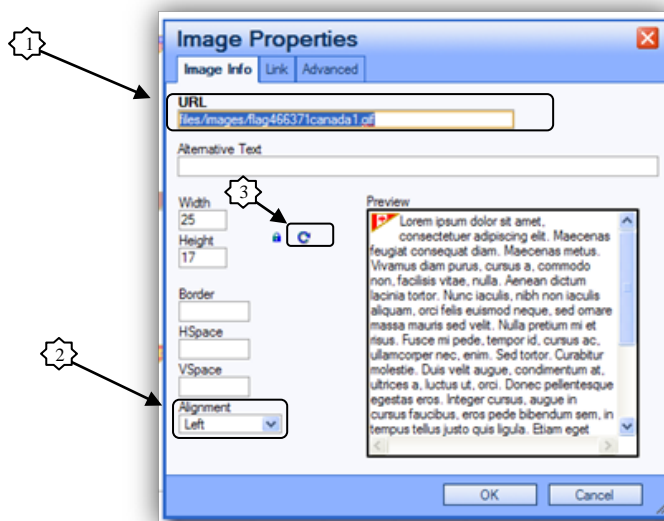 1
Image Properties
Image Info Link Advanced
URL
files/images/flag466371canada1.gif
Alternative Text
Width
25
3
Height
17
Border
HSpace
VSpace
2
Alignment
Left
Preview
Lorem ipsum dolor sit amet,
consectetuer adipiscing elit. Maecenas
feugiat consequat diam. Maecenas metus.
Vivamus diam purus, cursus a, commodo
non, facilisis vitae, nulla. Aenean dictum
lacinia tortor. Nunc iaculis, nibh non iaculis
aliquam, orci felis euismod neque, sed ornare
massa mauris sed velit. Nulla pretium mi et
risus. Fusce mi pede, tempor id, cursus ac,
ullamcorper nec, enim. Sed tortor. Curabitur
molestie. Duis velit augue, condimentum at,
ultrices a, luctus ut, orci. Donec pellentesque
egestas eros. Integer cursus, augue in
cursus faucibus, eros pede bibendum sem, in
tempus tellus justo quis ligula. Etiam eget
OK Cancel